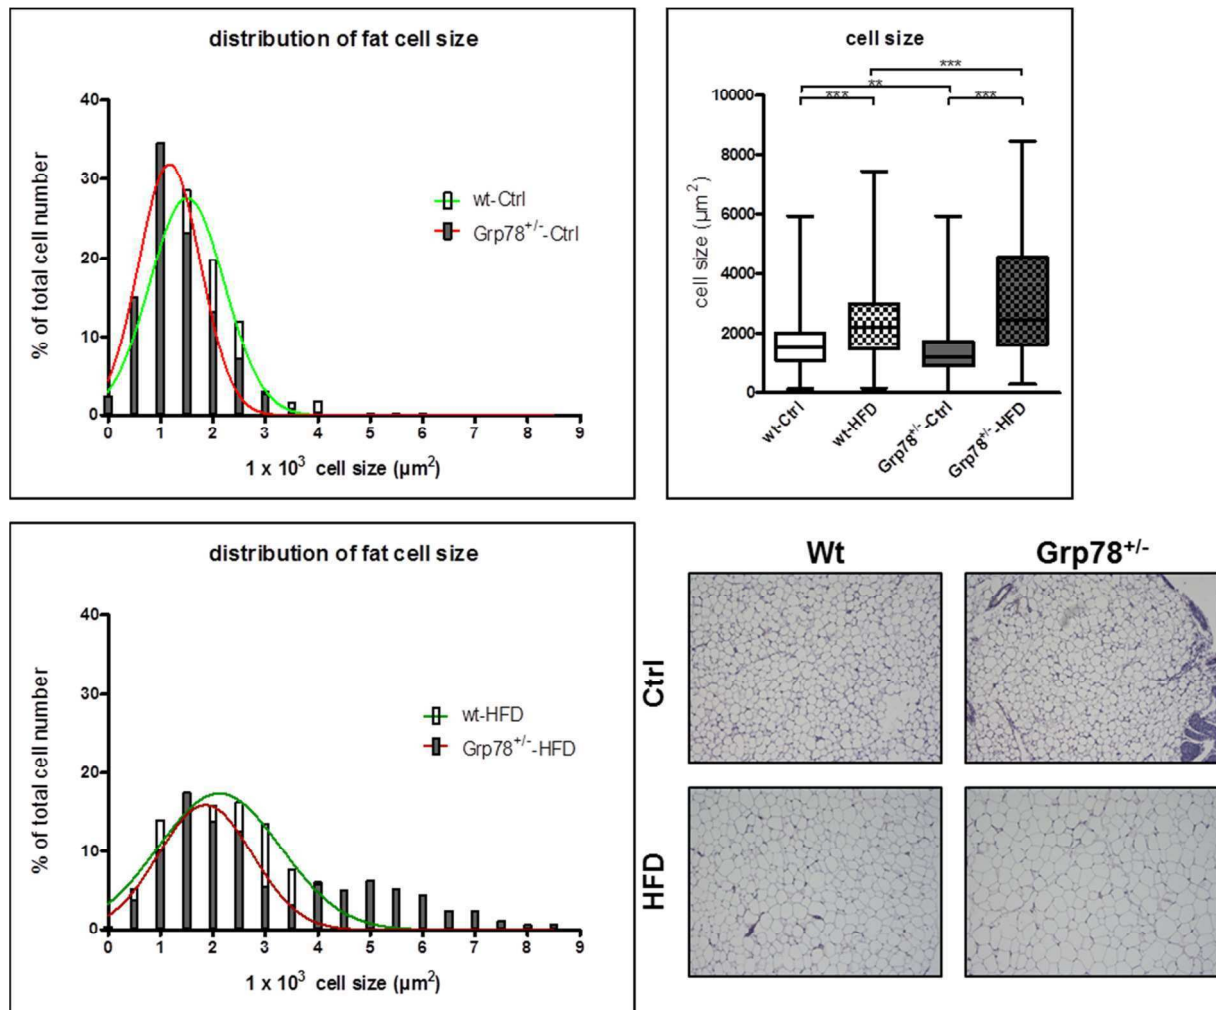 distribution of fat cell size
% of total cell number
40
30
20
10
0
wt-Ctrl
Grp78+/--Ctrl
0 1 2 3 4 5 6 7 8 9
1 x 10³ cell size (µm²)
cell size
***
**
*** ***
cell size (µm²)
10000
8000
6000
4000
2000
0
wt-Ctrl
wt-HFD
Grp78+/--Ctrl
Grp78+/--HFD
distribution of fat cell size
% of total cell number
40
30
20
10
0
wt-HFD
Grp78+/--HFD
0 1 2 3 4 5 6 7 8 9
1 x 10³ cell size (µm²)
Wt Grp78+/-
Ctrl
HFD